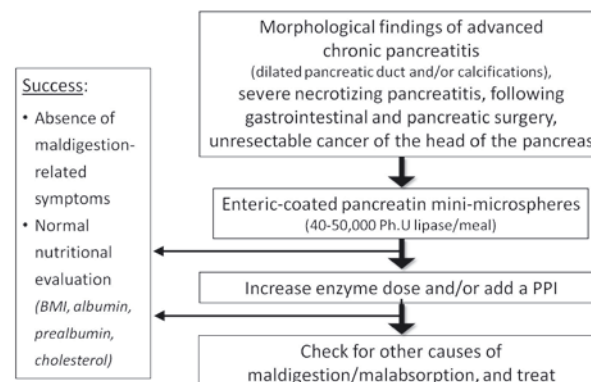 Success:
• Absence of
maldigestion-
related
symptoms
• Normal
nutritional
evaluation
(BMI, albumin,
prealbumin,
cholesterol)
Morphological findings of advanced
chronic pancreatitis
(dilated pancreatic duct and/or calcifications),
severe necrotizing pancreatitis, following
gastrointestinal and pancreatic surgery,
unresectable cancer of the head of the pancreas
Enteric-coated pancreatin mini-microspheres
(40-50,000 Ph.U lipase/meal)
Increase enzyme dose and/or add a PPI
Check for other causes of
maldigestion/malabsorption, and treat